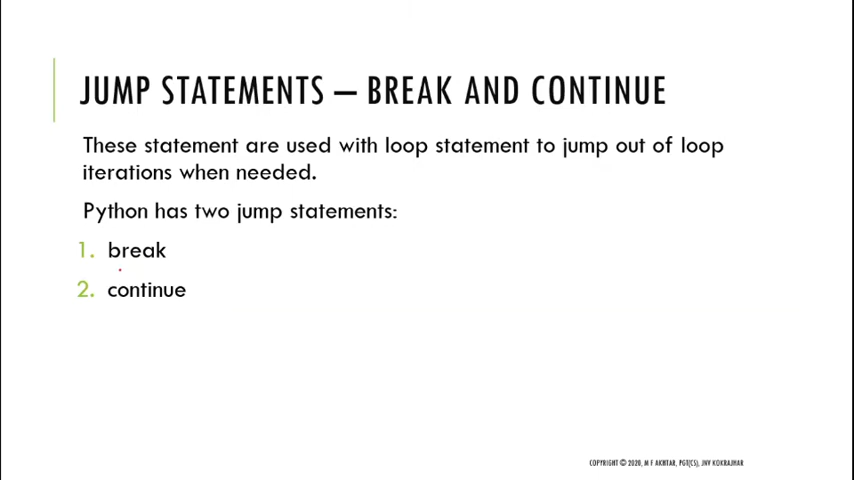 JUMP STATEMENTS – BREAK AND CONTINUE
These statement are used with loop statement to jump out of loop
iterations when needed.
Python has two jump statements:
1. break
2. continue
COPYRIGHT © 2020, M F AKHTAR, PGT(CS), JNV KOKRAJHAR